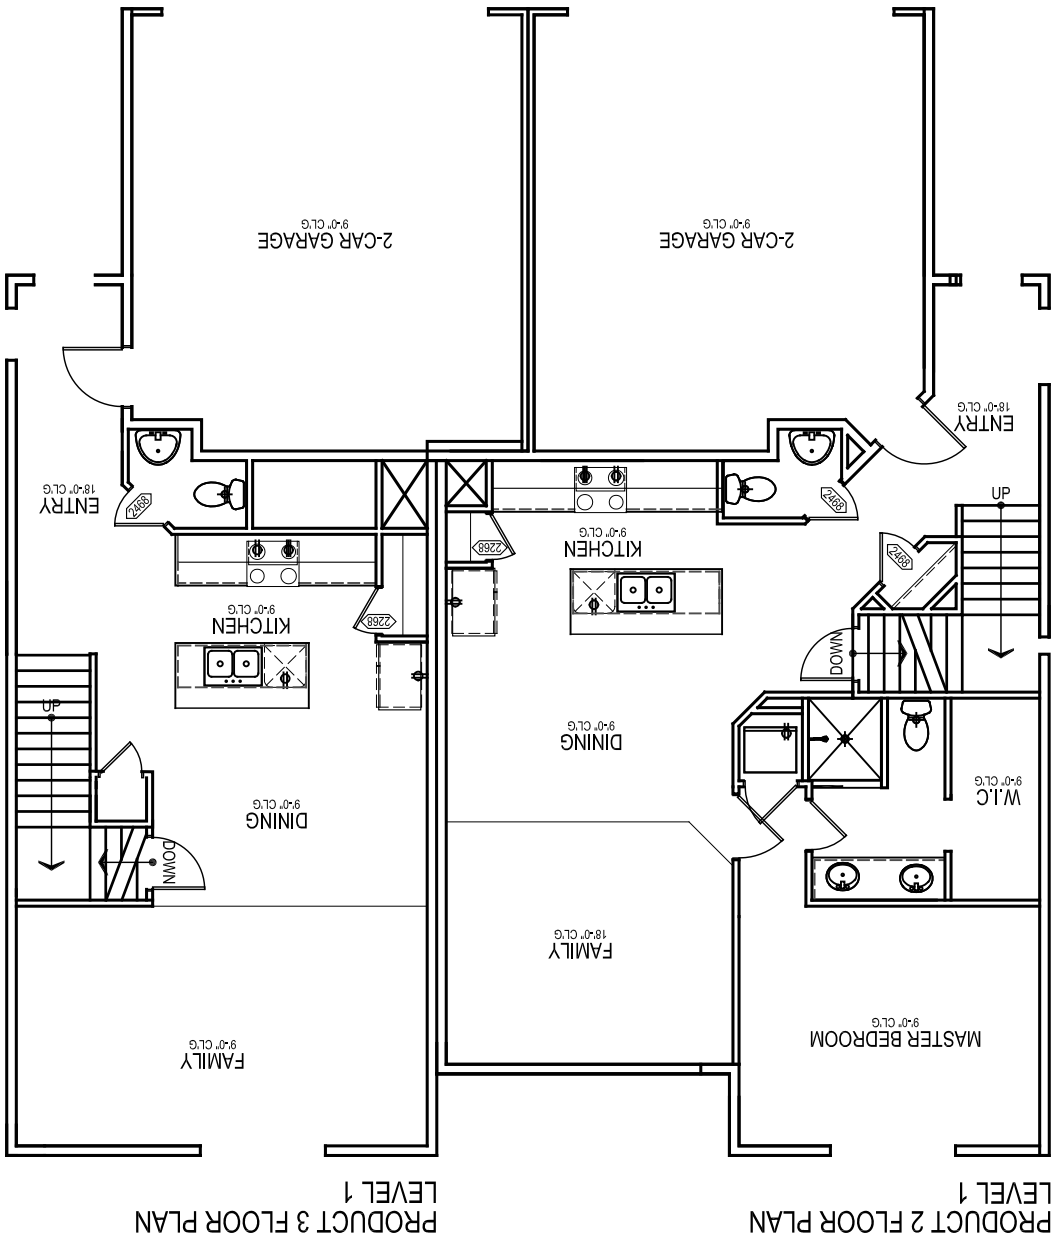 PRODUCT 2 FLOOR PLAN
LEVEL 1
PRODUCT 3 FLOOR PLAN
LEVEL 1
FAMILY
9'-0" CL'G
MASTER BEDROOM
9'-0" CL'G
FAMILY
18'-0" CL'G
DOWN
DINING
9'-0" CL'G
W.I.C
9'-0" CL'G
DINING
9'-0" CL'G
UP
DOWN
KITCHEN
9'-0" CL'G
2268
2468
KITCHEN
9'-0" CL'G
2268
2468
2468
ENTRY
18'-0" CL'G
UP
ENTRY
18'-0" CL'G
2-CAR GARAGE
9'-0" CL'G
2-CAR GARAGE
9'-0" CL'G